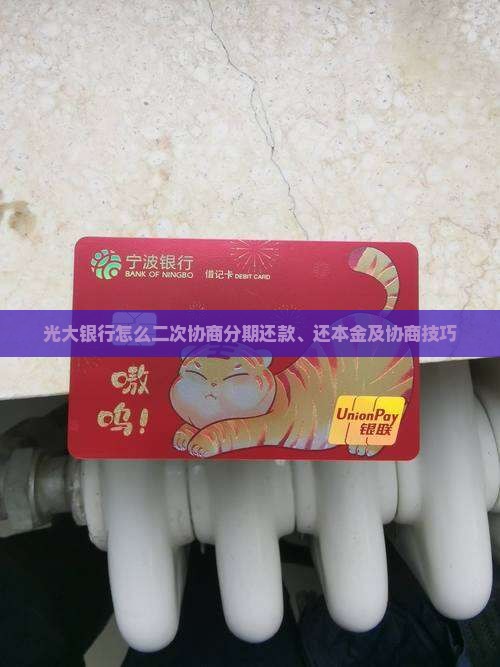 宁波银行
BANK OF NINGBO
借记卡 DEBIT CARD
光大银行怎么二次协商分期还款、还本金及协商技巧
嗷
呜!
UnionPay
银联